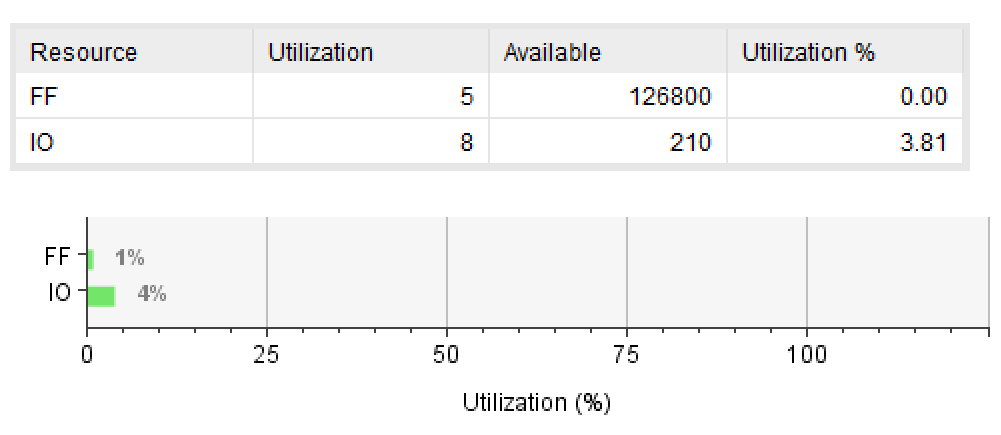 Resource Utilization Available Utilization %
FF 5 126800 0.00
IO 8 210 3.81
FF 1%
IO 4%
0 25 50 75 100
Utilization (%)